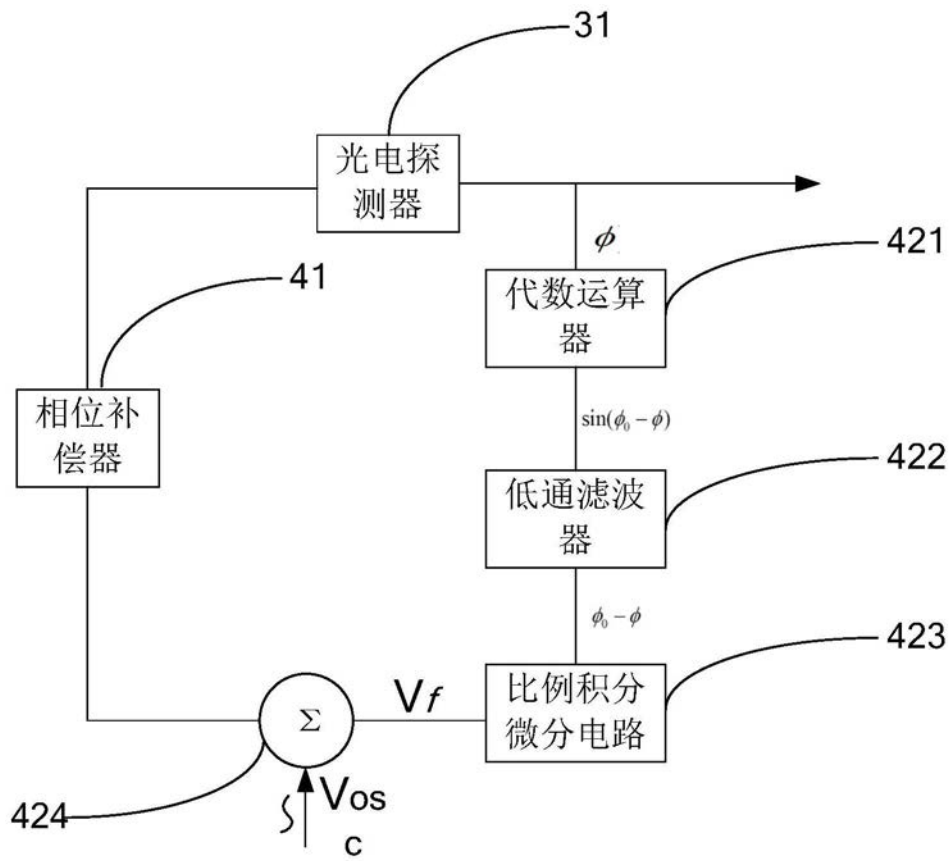 31
光电探
测器
ϕ
421
代数运算
器
41
相位补
偿器
sin(ϕ₀ − ϕ)
422
低通滤波
器
ϕ₀ − ϕ
423
比例积分
微分电路
Vf
Σ
424
Vos
c